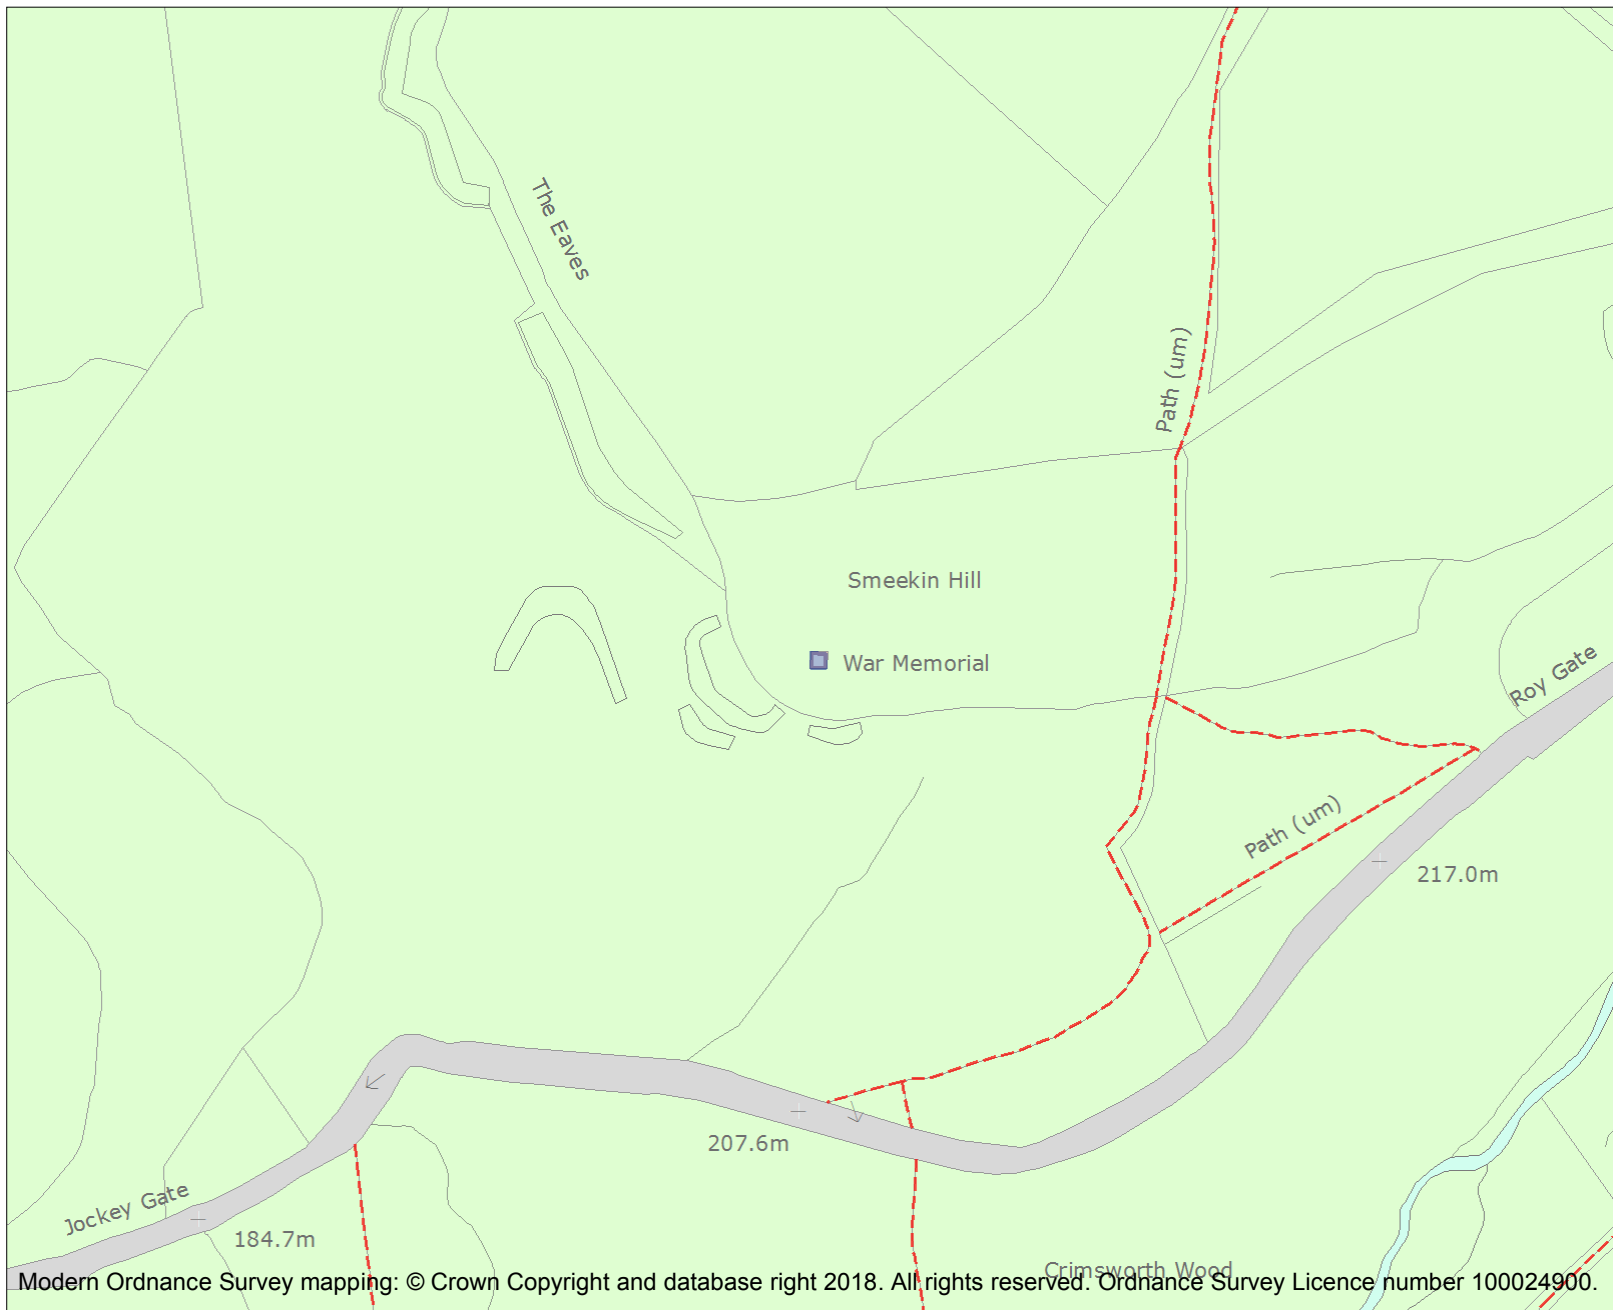 The Eaves
Path (um)
Smeekin Hill
War Memorial
Roy Gate
Path (um)
217.0m
207.6m
Jockey Gate
184.7m
Crimsworth Wood
Modern Ordnance Survey mapping: © Crown Copyright and database right 2018. All rights reserved. Ordnance Survey Licence number 100024900.